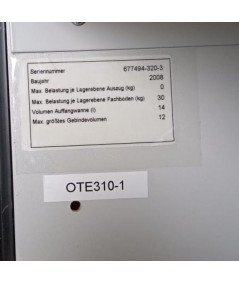 Seriennummer 677494-320-3
Baujahr 2008
Max. Belastung je Lagerebene Auszug (kg) 0
Max. Belastung je Lagerebene Fachboden (kg) 30
Volumen Auffangwanne (l) 14
Max. größtes Gebindevolumen 12
OTE310-1